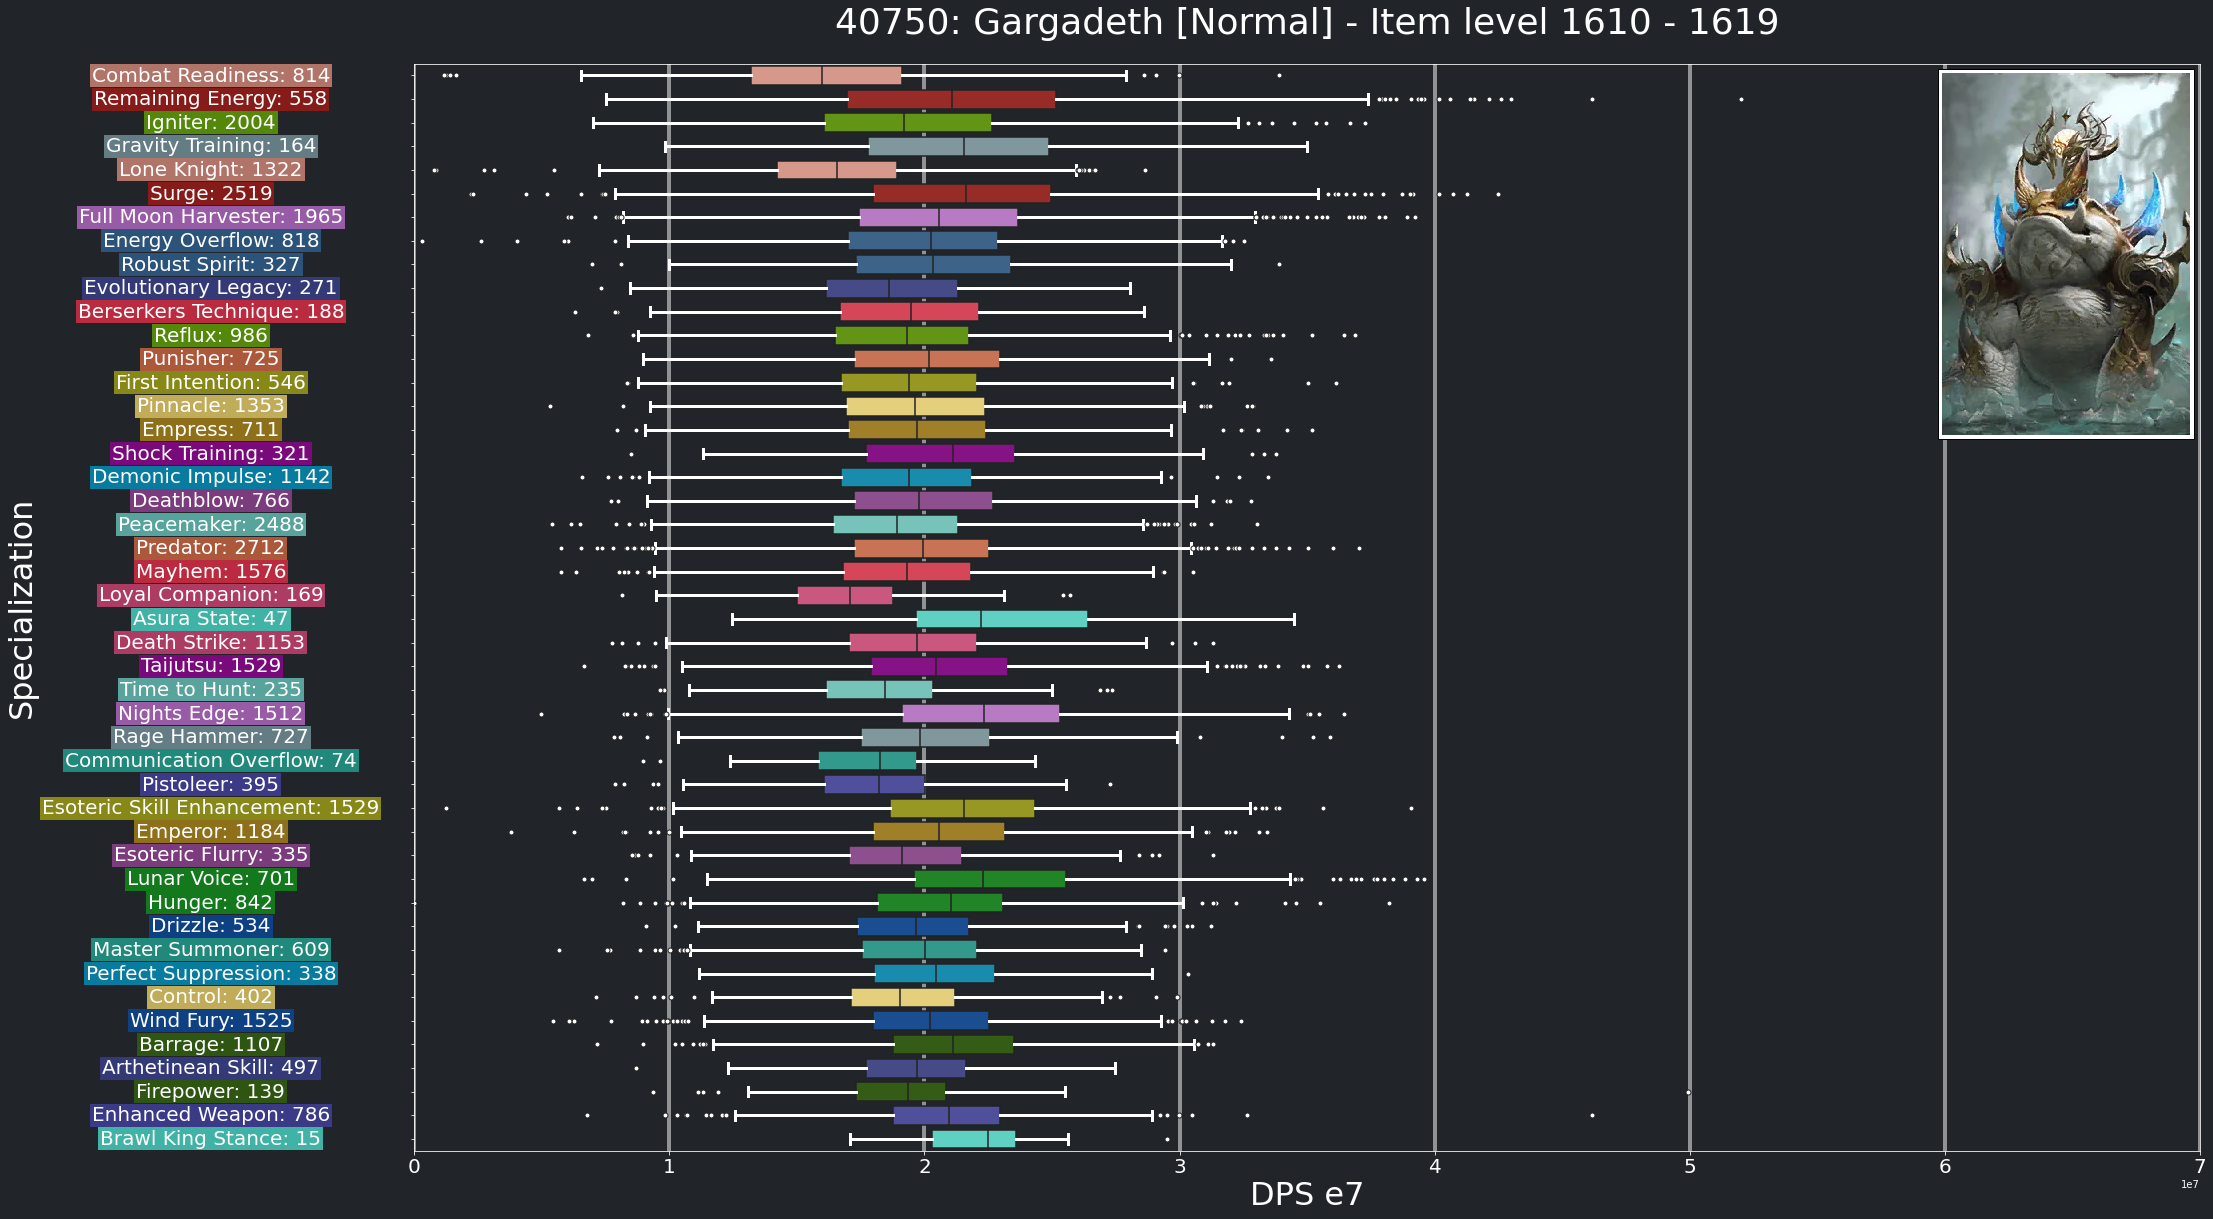 40750: Gargadeth [Normal] - Item level 1610 - 1619
Specialization
Combat Readiness: 814
Remaining Energy: 558
Igniter: 2004
Gravity Training: 164
Lone Knight: 1322
Surge: 2519
Full Moon Harvester: 1965
Energy Overflow: 818
Robust Spirit: 327
Evolutionary Legacy: 271
Berserkers Technique: 188
Reflux: 986
Punisher: 725
First Intention: 546
Pinnacle: 1353
Empress: 711
Shock Training: 321
Demonic Impulse: 1142
Deathblow: 766
Peacemaker: 2488
Predator: 2712
Mayhem: 1576
Loyal Companion: 169
Asura State: 47
Death Strike: 1153
Taijutsu: 1529
Time to Hunt: 235
Nights Edge: 1512
Rage Hammer: 727
Communication Overflow: 74
Pistoleer: 395
Esoteric Skill Enhancement: 1529
Emperor: 1184
Esoteric Flurry: 335
Lunar Voice: 701
Hunger: 842
Drizzle: 534
Master Summoner: 609
Perfect Suppression: 338
Control: 402
Wind Fury: 1525
Barrage: 1107
Arthetinean Skill: 497
Firepower: 139
Enhanced Weapon: 786
Brawl King Stance: 15
0 1 2 3 4 5 6 7
1e7
DPS e7